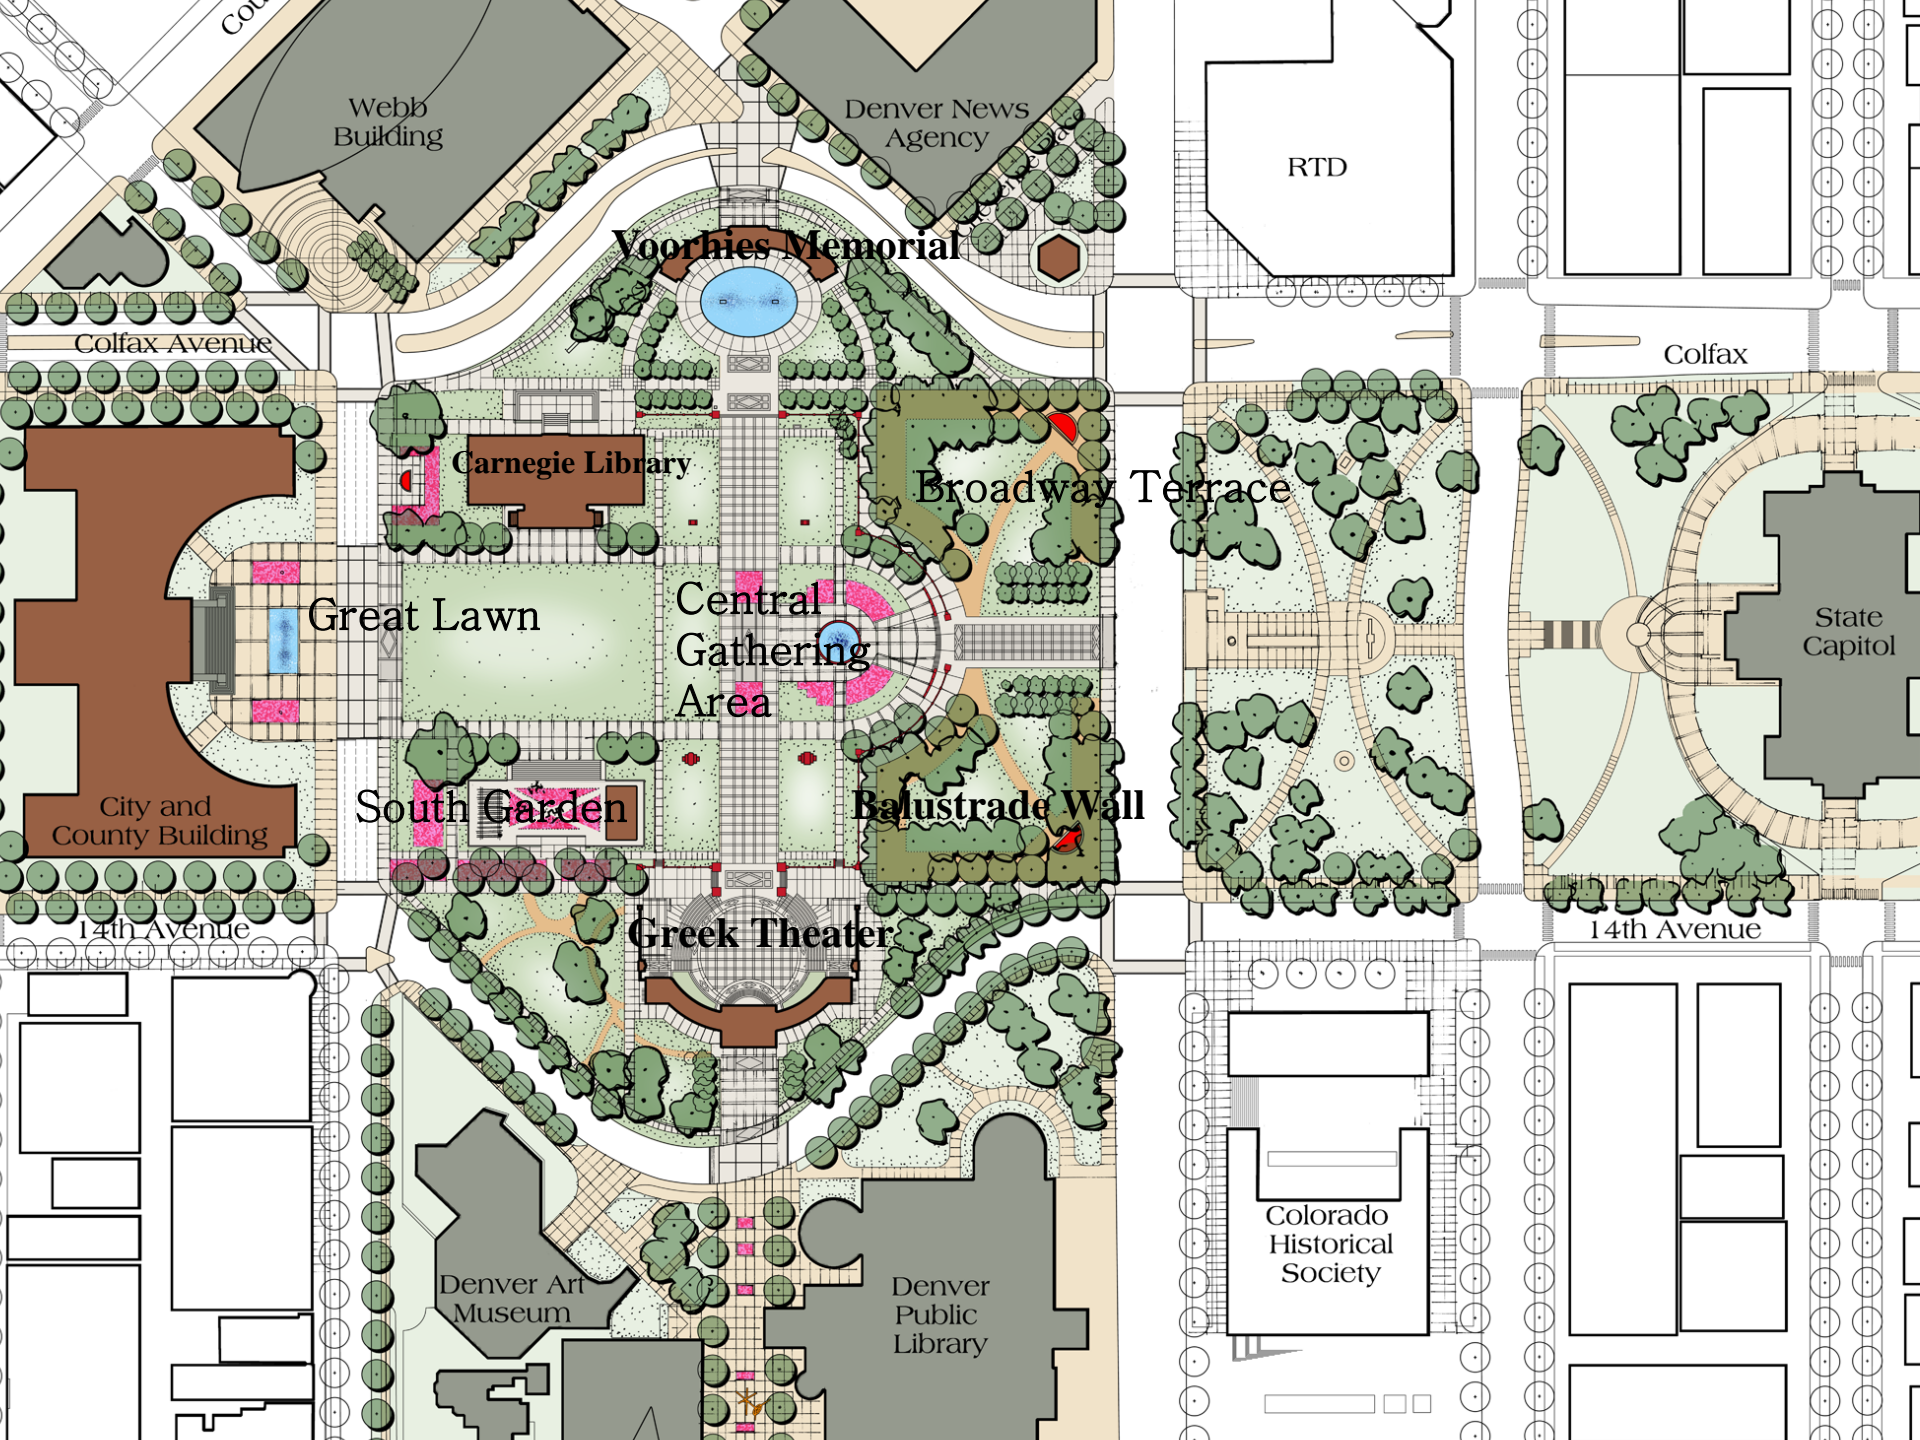 Cou
Webb
Building
Denver News
Agency
RTD
Voorhies Memorial
Colfax Avenue
Colfax
Carnegie Library
Broadway Terrace
Great Lawn
Central
Gathering
Area
State
Capitol
City and
County Building
South Garden
Balustrade Wall
14th Avenue
Greek Theater
14th Avenue
Colorado
Historical
Society
Denver Art
Museum
Denver
Public
Library